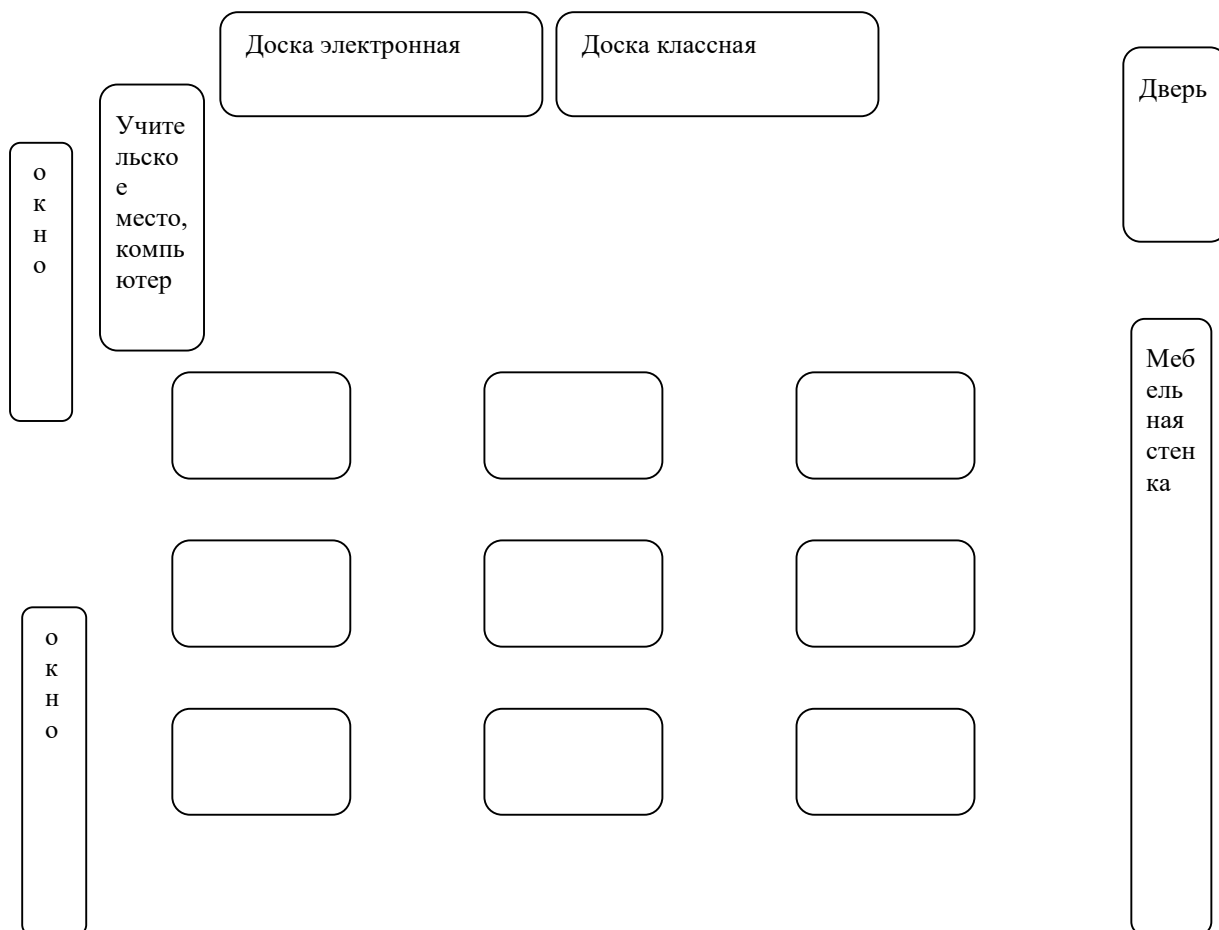 Доска электронная
Доска классная
Дверь
Учите
льско
е
место,
компь
ютер
о
к
н
о
Меб
ель
ная
стен
ка
о
к
н
о